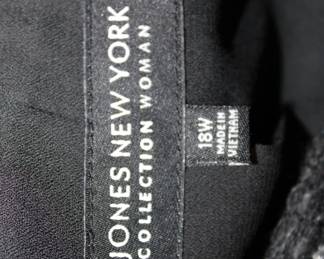 JONES NEW YORK
COLLECTION WOMAN
18W
MADE IN
VIETNAM